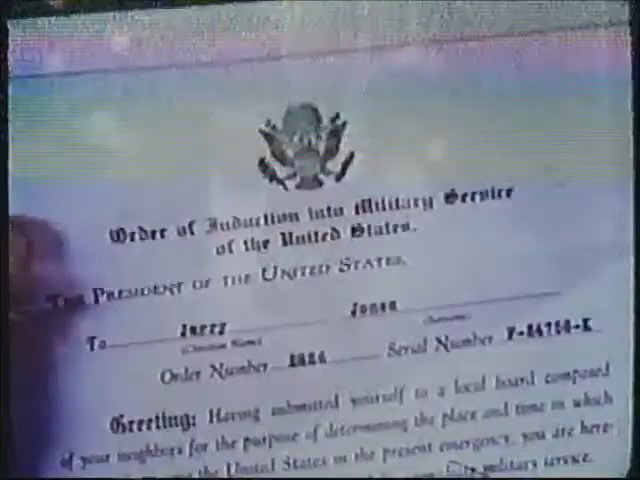 Order of Induction into Military Service
of the United States.
THE PRESIDENT OF THE UNITED STATES,
To Jerry Jones
(Christian Name) (Surname)
Order Number Serial Number
Greeting: Having submitted yourself to a local board composed
of your neighbors for the purpose of determining the place and time in which
the United States in the present emergency, you are here-
military service.